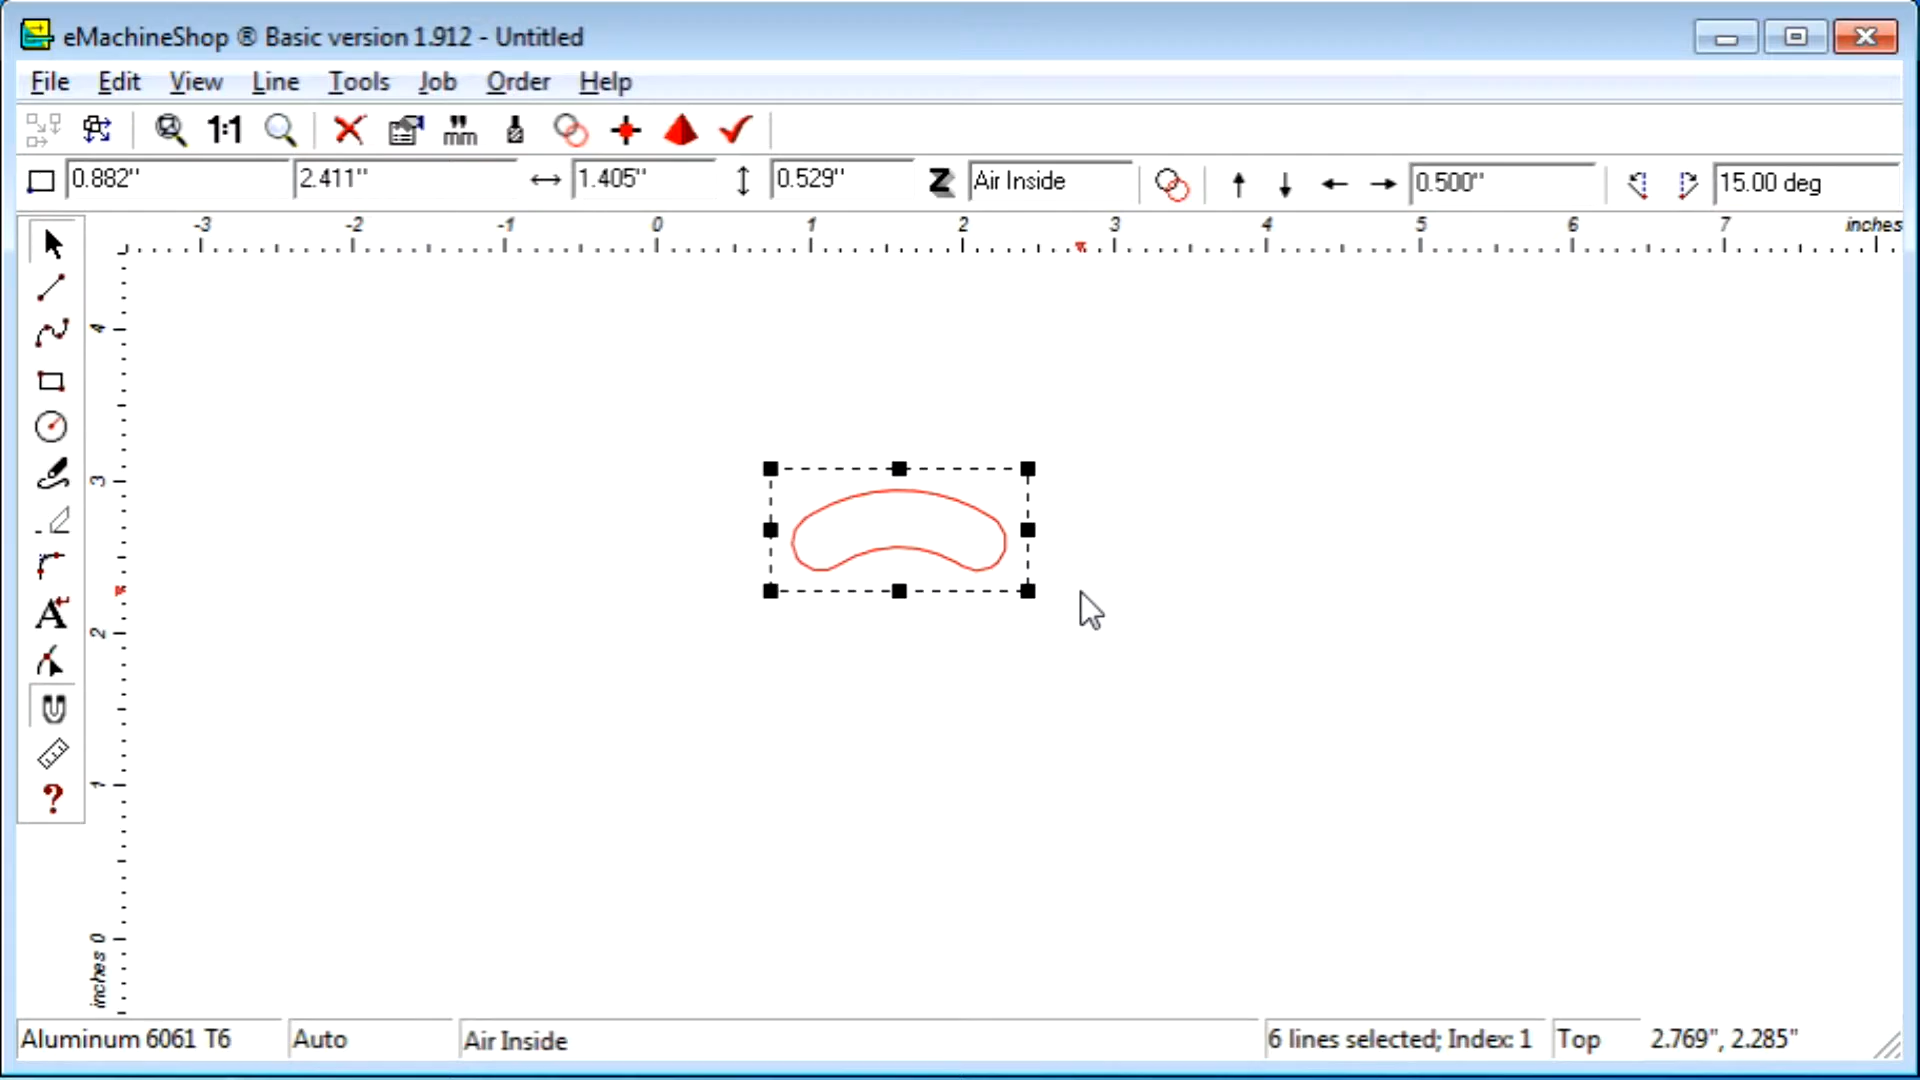 eMachineShop ® Basic version 1.912 - Untitled
File Edit View Line Tools Job Order Help
1:1 mm
0.882" 2.411" 1.405" 0.529" Z Air Inside 0.500" 15.00 deg
-3 -2 -1 0 1 2 3 4 5 6 7 inches
4
3
A
2
1
?
inches 0
Aluminum 6061 T6 Auto Air Inside 6 lines selected; Index: 1 Top 2.769", 2.285"